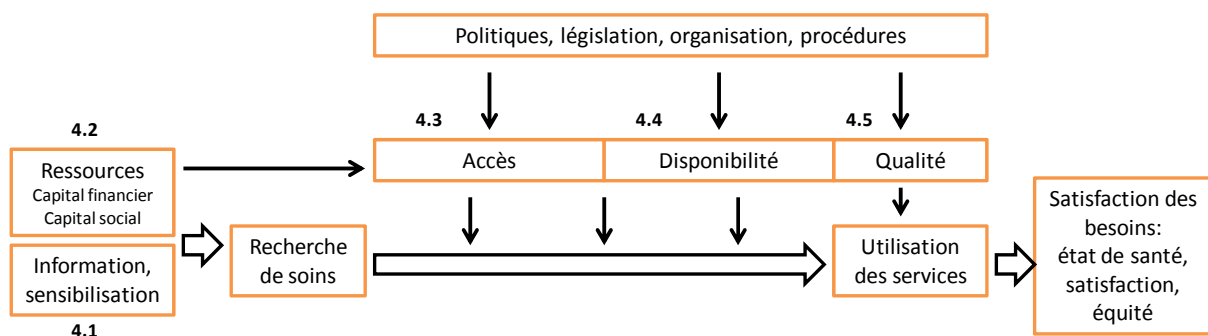 Politiques, législation, organisation, procédures
4.3
4.4
4.5
4.2
Accès
Disponibilité
Qualité
Ressources
Capital financier
Capital social
Information,
sensibilisation
4.1
Recherche
de soins
Utilisation
des services
Satisfaction des
besoins:
état de santé,
satisfaction,
équité